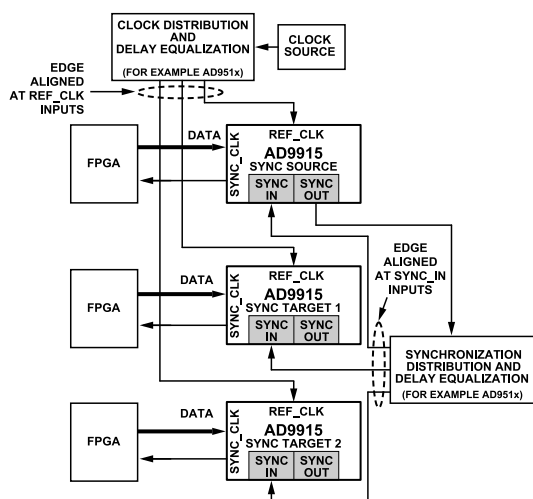 CLOCK DISTRIBUTION
AND
DELAY EQUALIZATION
(FOR EXAMPLE AD951x)
CLOCK
SOURCE
EDGE
ALIGNED
AT REF_CLK
INPUTS
FPGA
DATA
SYNC_CLK
REF_CLK
AD9915
SYNC SOURCE
SYNC
IN
SYNC
OUT
EDGE
ALIGNED
AT SYNC_IN
INPUTS
FPGA
DATA
SYNC_CLK
REF_CLK
AD9915
SYNC TARGET 1
SYNC
IN
SYNC
OUT
SYNCHRONIZATION
DISTRIBUTION AND
DELAY EQUALIZATION
(FOR EXAMPLE AD951x)
FPGA
DATA
SYNC_CLK
REF_CLK
AD9915
SYNC TARGET 2
SYNC
IN
SYNC
OUT